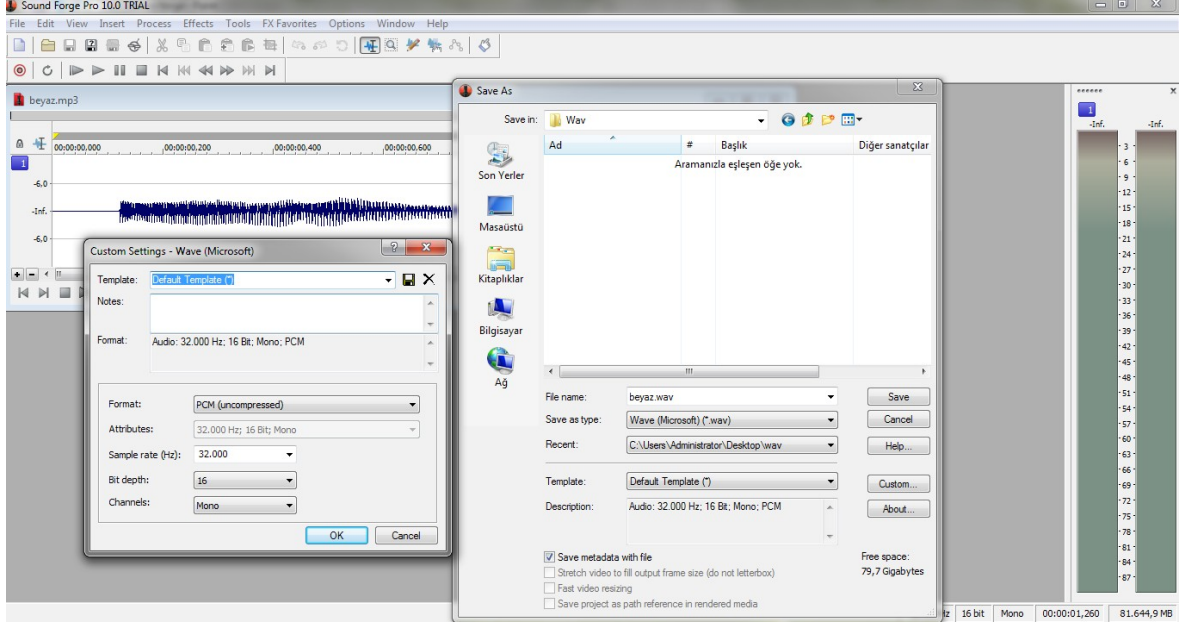 Sound Forge Pro 10.0 TRIAL
File Edit View Insert Process Effects Tools FX Favorites Options Window Help
beyaz.mp3
00:00:00,000 00:00:00,200 00:00:00,400 00:00:00,600
1
-6.0
-Inf.
-6.0
Custom Settings - Wave (Microsoft)
Template: Default Template (*)
Notes:
Format: Audio: 32.000 Hz; 16 Bit; Mono; PCM
Format: PCM (uncompressed)
Attributes: 32.000 Hz; 16 Bit; Mono
Sample rate (Hz): 32.000
Bit depth: 16
Channels: Mono
OK Cancel
Save As
Save in: Wav
Ad # Başlık Diğer sanatçılar
Aramanızla eşleşen öğe yok.
Son Yerler
Masaüstü
Kitaplıklar
Bilgisayar
Ağ
File name: beyaz.wav Save
Save as type: Wave (Microsoft) (*.wav) Cancel
Recent: C:\Users\Administrator\Desktop\wav Help...
Template: Default Template (*) Custom...
Description: Audio: 32.000 Hz; 16 Bit; Mono; PCM About...
Save metadata with file
Stretch video to fill output frame size (do not letterbox)
Fast video resizing
Save project as path reference in rendered media
Free space:
79,7 Gigabytes
1
-Inf. -Inf.
- 3 -
- 6 -
- 9 -
-12-
-15-
-18-
-21-
-24-
-27-
-30-
-33-
-36-
-39-
-42-
-45-
-48-
-51-
-54-
-57-
-60-
-63-
-66-
-69-
-72-
-75-
-78-
-81-
-84-
-87-
Hz 16 bit Mono 00:00:01,260 81.644,9 MB